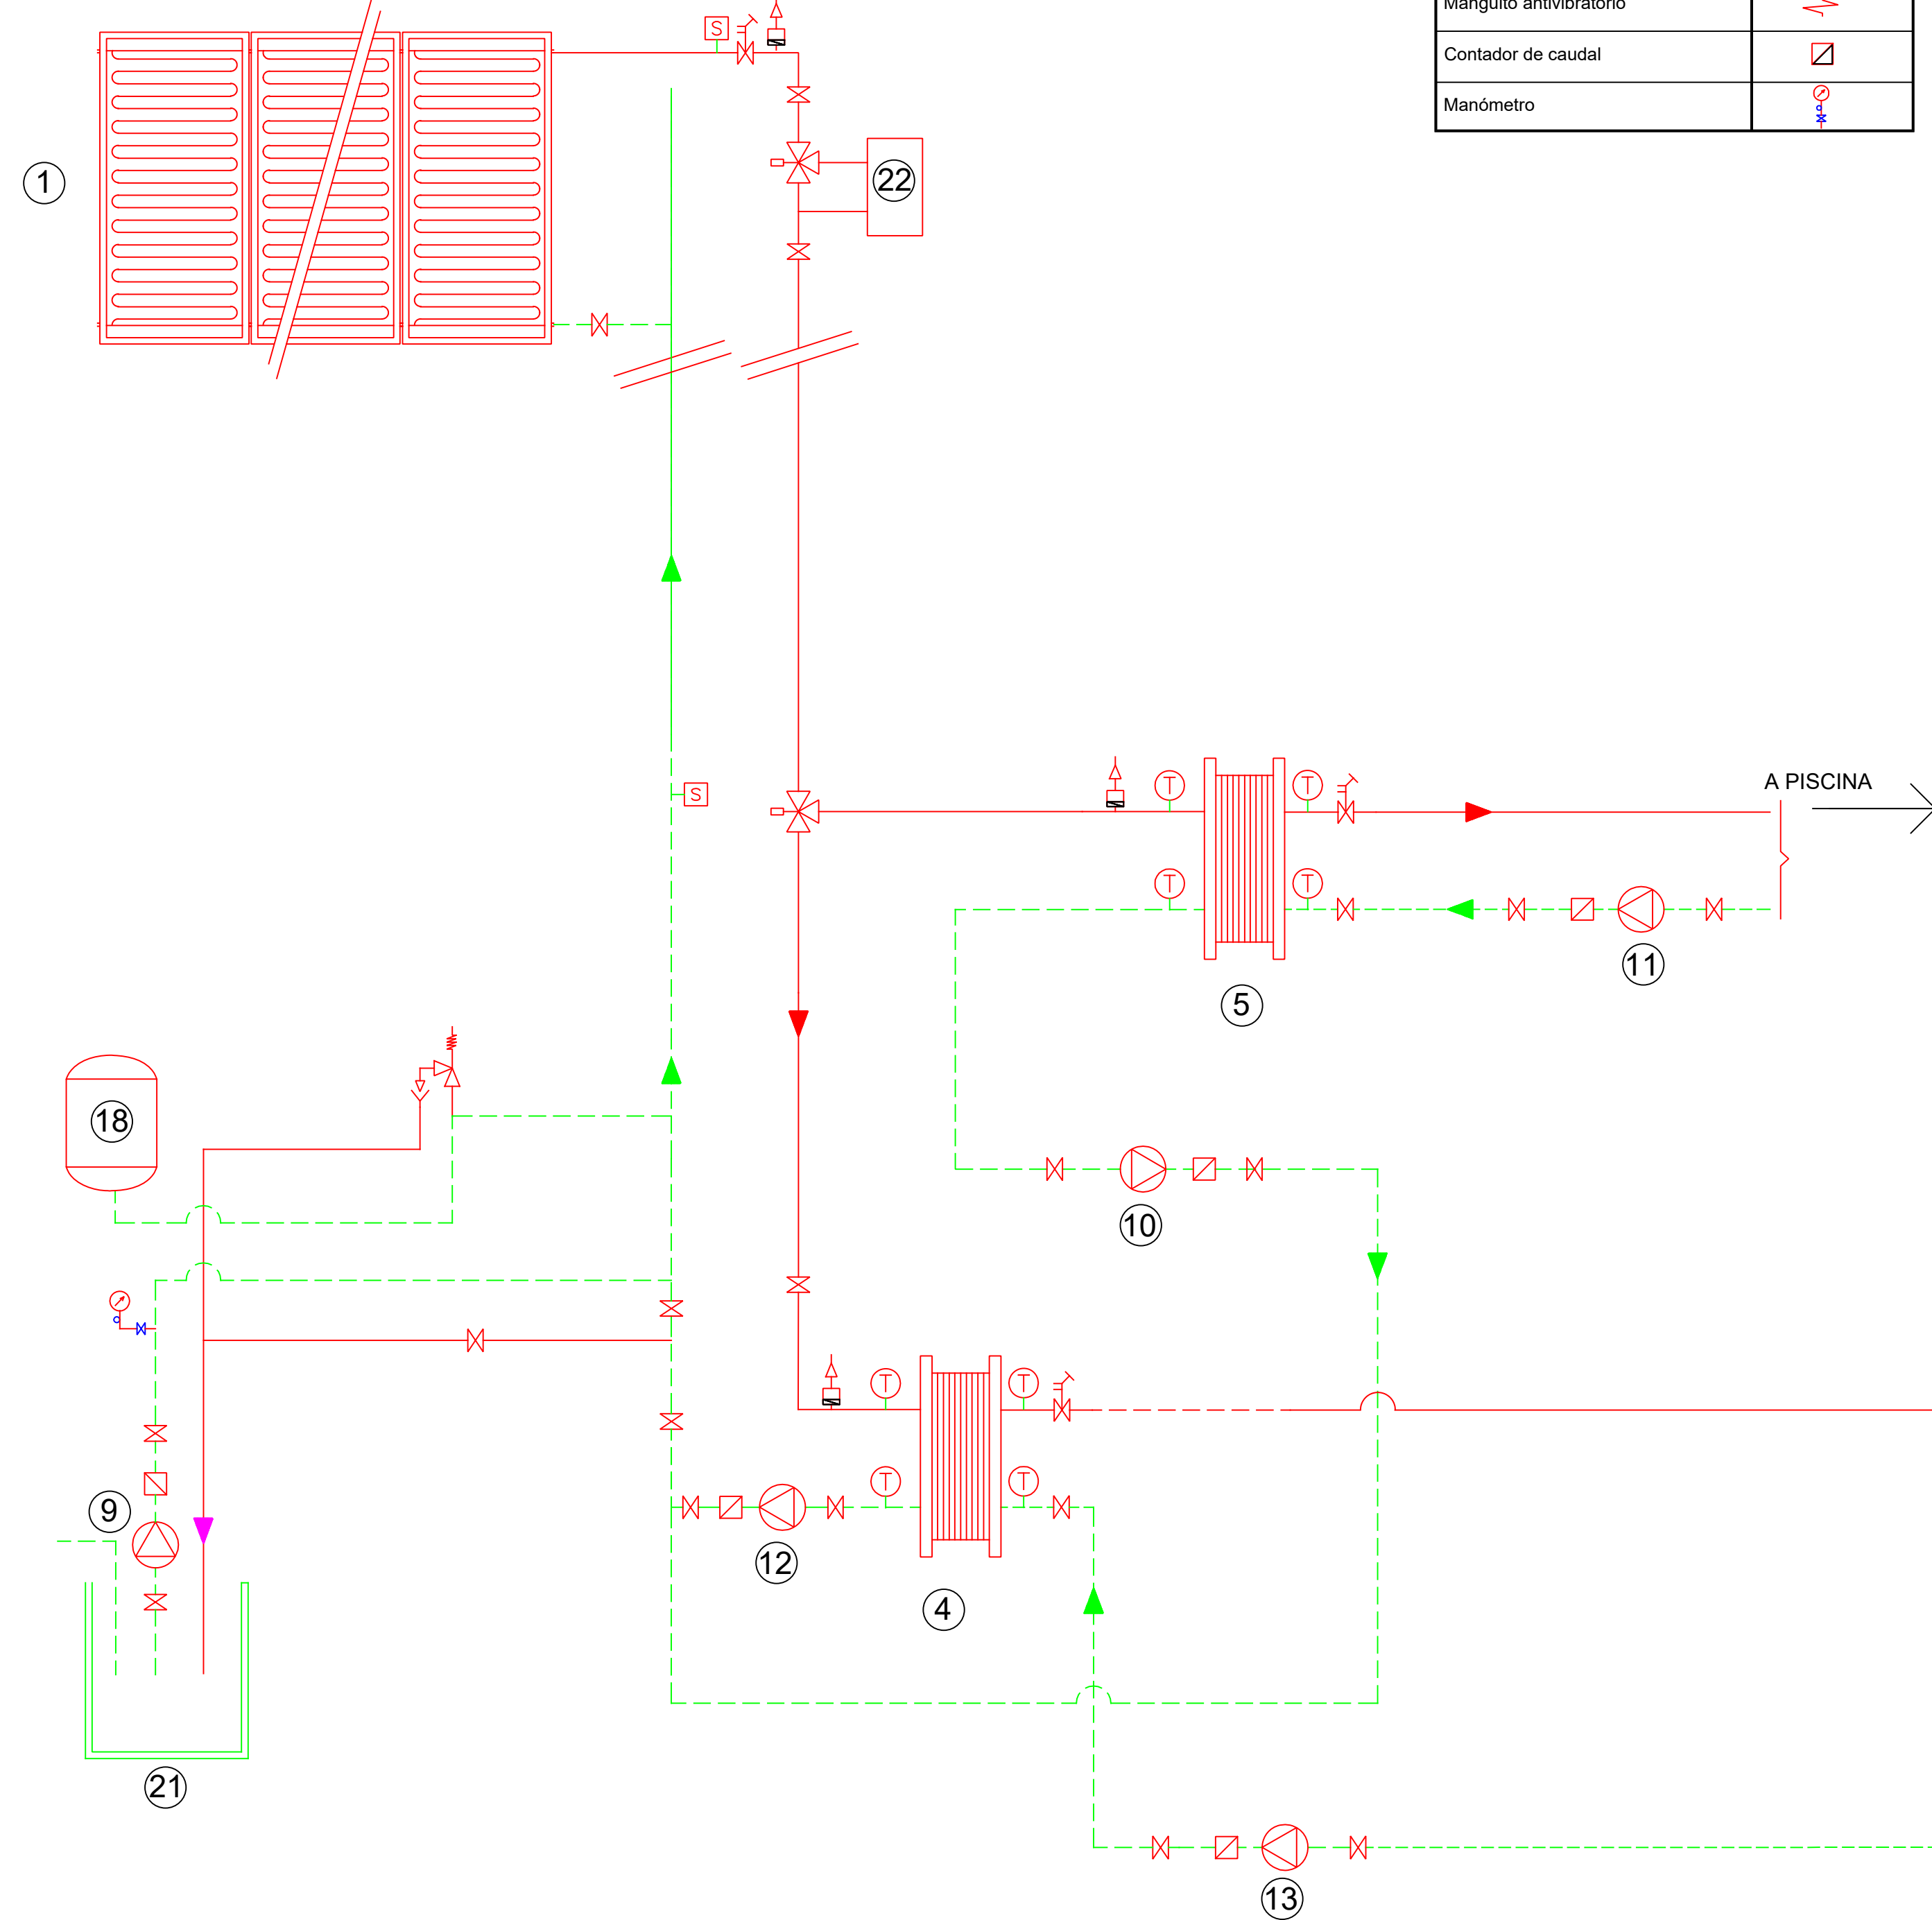 Manguito antivibratorio
Contador de caudal
Manómetro
S
1
22
S
T
T
A PISCINA
T
T
11
5
18
10
T
T
9
T
T
12
4
21
13